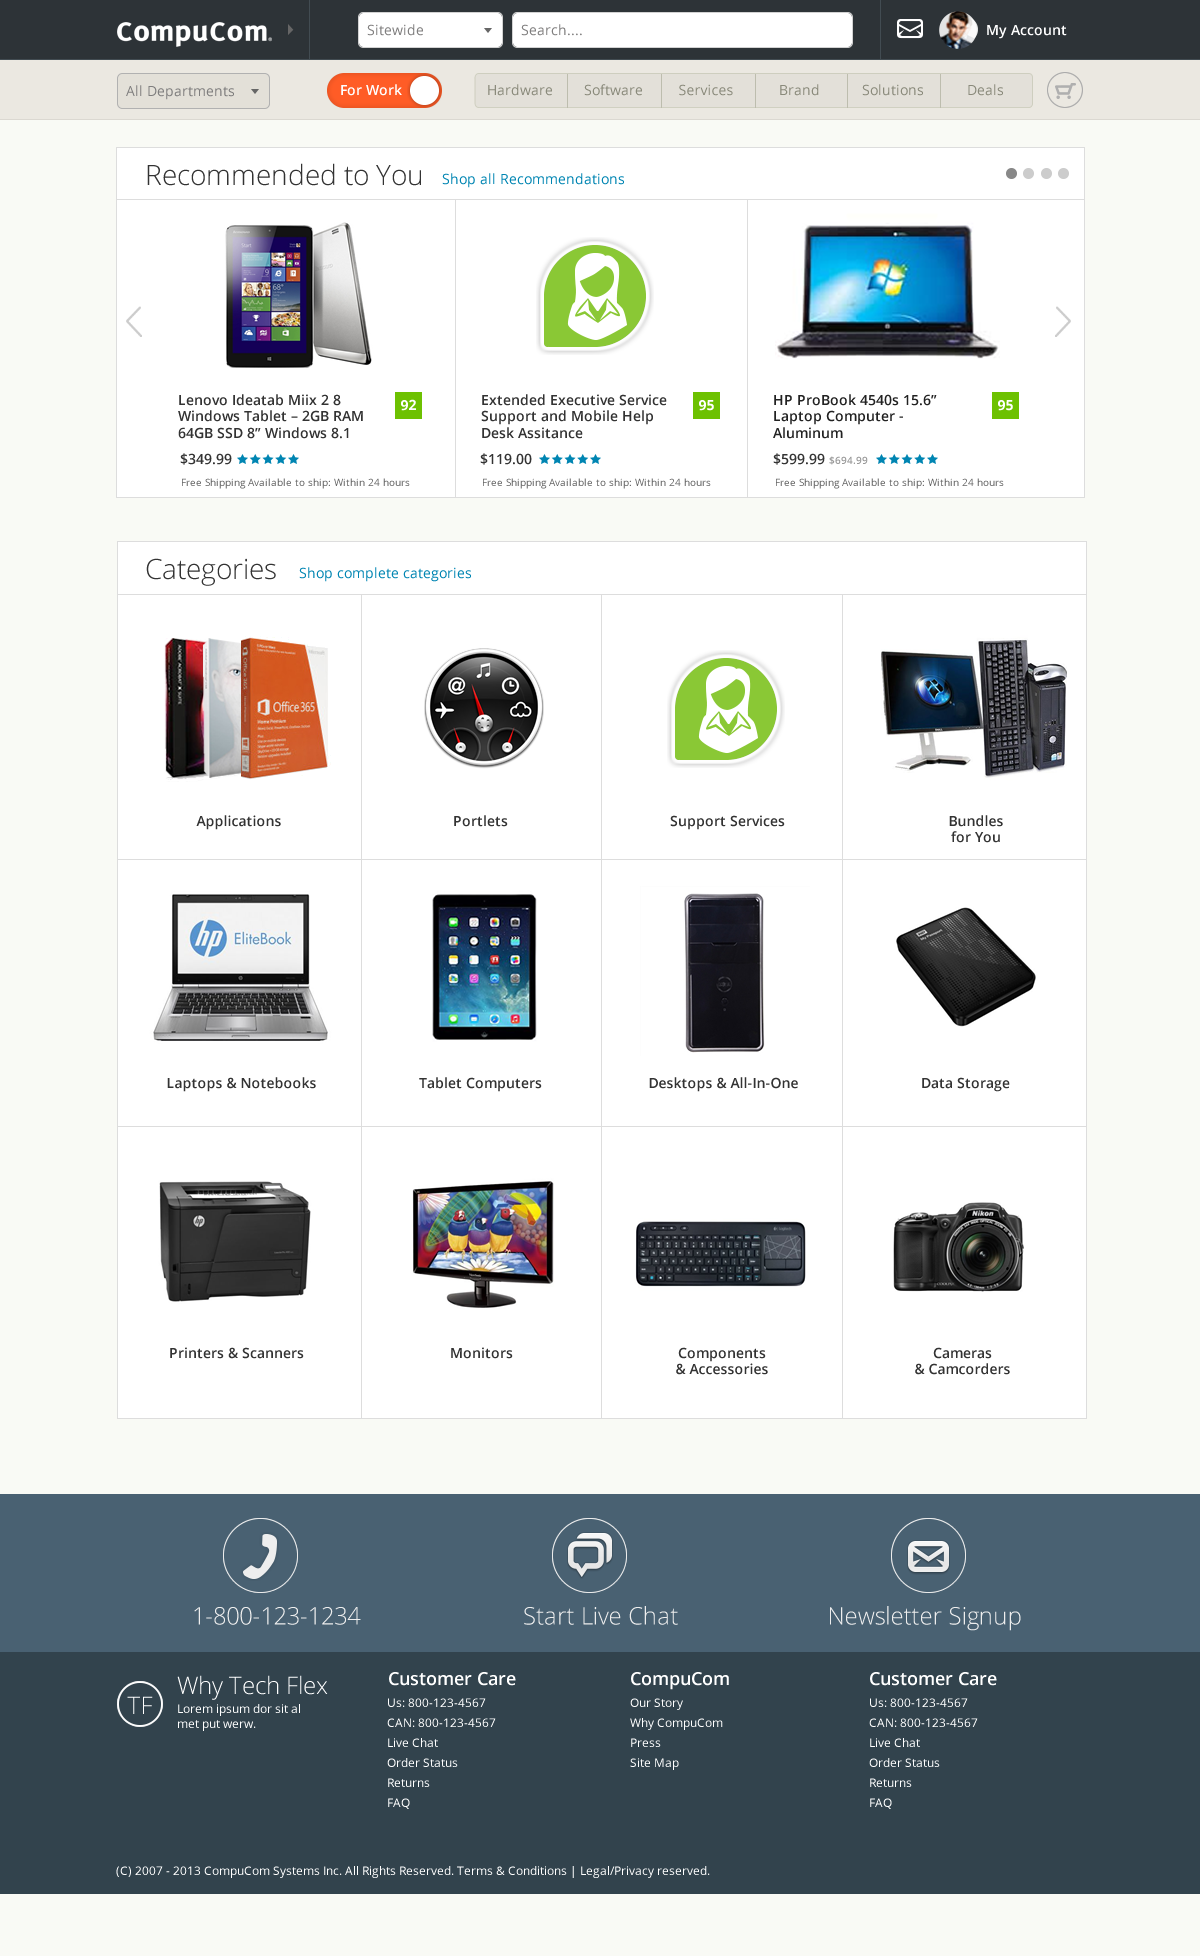 CompuCom.
Sitewide
Search....
My Account
All Departments
For Work
Hardware
Software
Services
Brand
Solutions
Deals
Recommended to You
Shop all Recommendations
Lenovo Ideatab Miix 2 8
Windows Tablet – 2GB RAM
64GB SSD 8” Windows 8.1
92
$349.99
Free Shipping Available to ship: Within 24 hours
Extended Executive Service
Support and Mobile Help
Desk Assitance
95
$119.00
Free Shipping Available to ship: Within 24 hours
HP ProBook 4540s 15.6”
Laptop Computer -
Aluminum
95
$599.99 $694.99
Free Shipping Available to ship: Within 24 hours
Categories
Shop complete categories
Office 365
Applications
@
Portlets
Support Services
Bundles
for You
hp EliteBook
Laptops & Notebooks
Tablet Computers
Desktops & All-In-One
Data Storage
hp
Printers & Scanners
Monitors
Components
& Accessories
Nikon
Cameras
& Camcorders
1-800-123-1234
Start Live Chat
Newsletter Signup
TF
Why Tech Flex
Lorem ipsum dor sit al
met put werw.
Customer Care
Us: 800-123-4567
CAN: 800-123-4567
Live Chat
Order Status
Returns
FAQ
CompuCom
Our Story
Why CompuCom
Press
Site Map
Customer Care
Us: 800-123-4567
CAN: 800-123-4567
Live Chat
Order Status
Returns
FAQ
(C) 2007 - 2013 CompuCom Systems Inc. All Rights Reserved. Terms & Conditions | Legal/Privacy reserved.